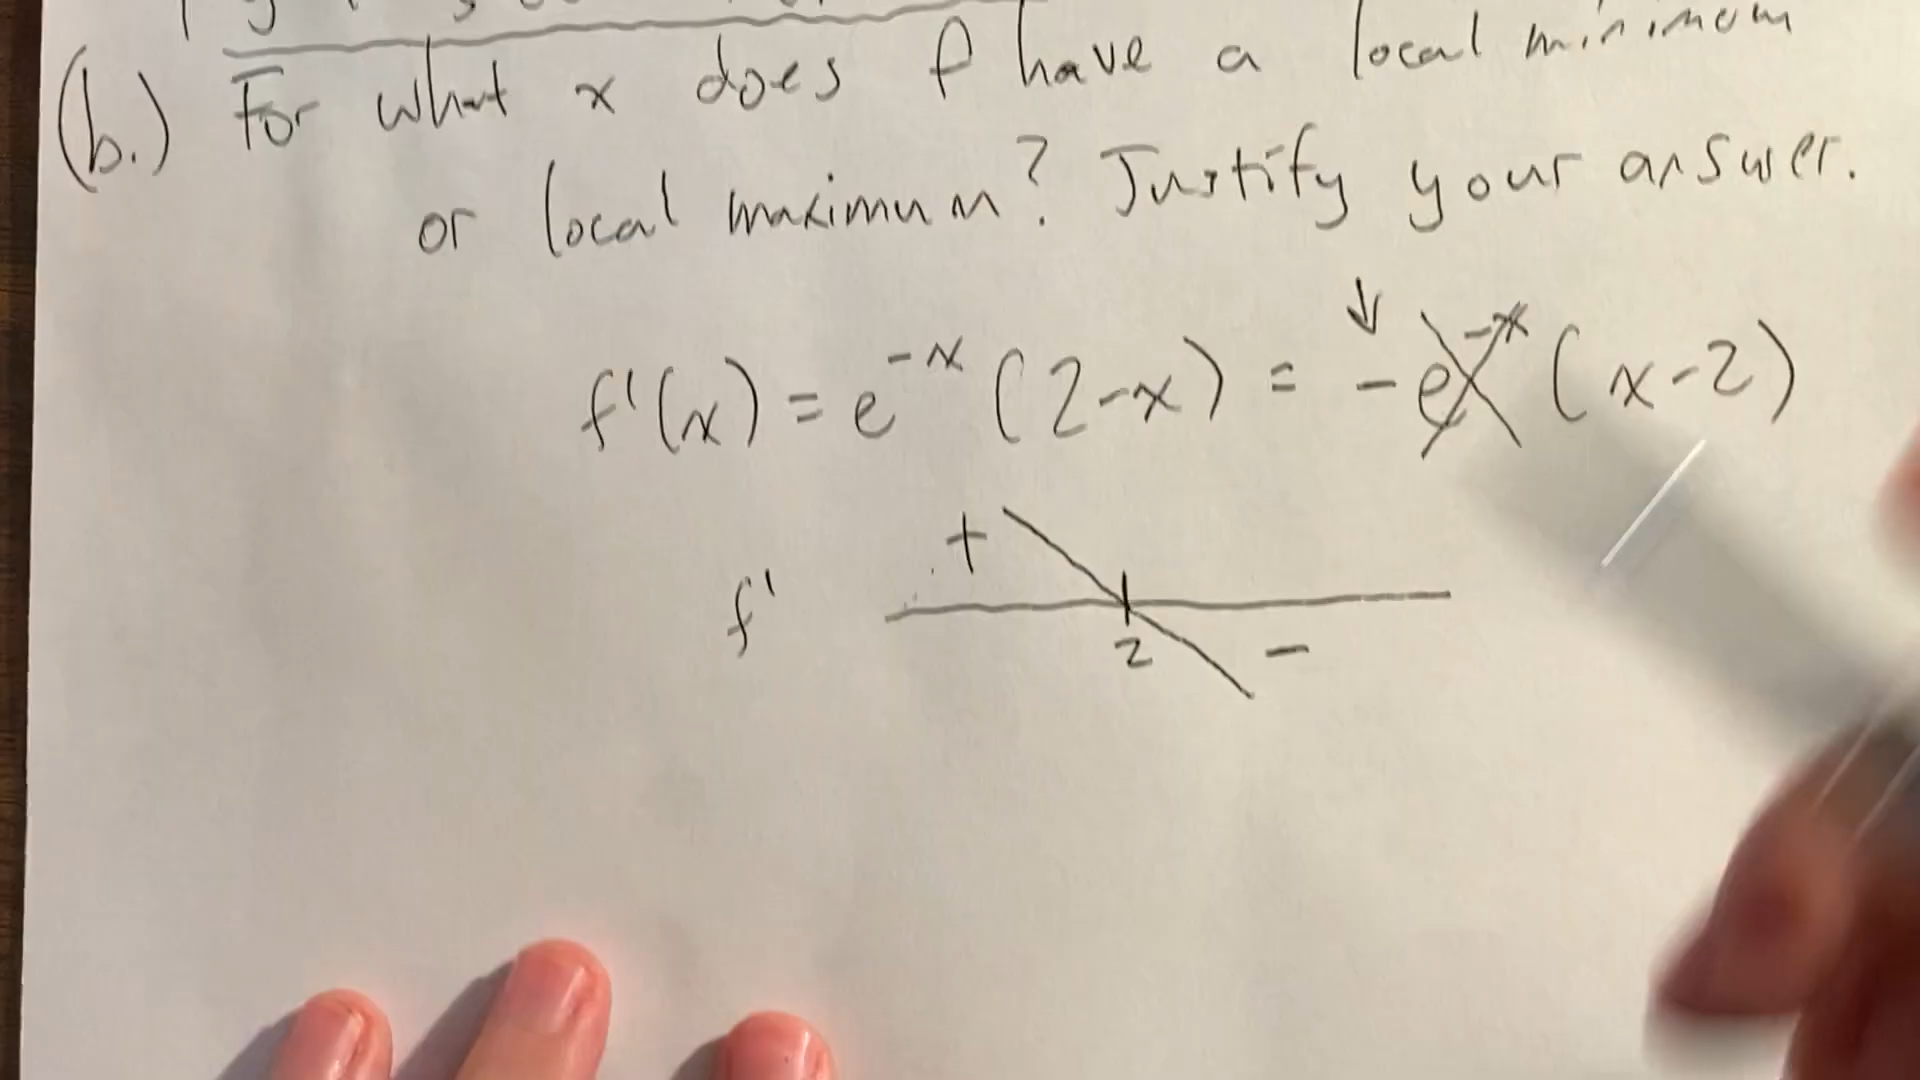 (b.) For what x does f have a local minimum
or local maximum? Justify your answer.
↓
f'(x) = e^{-x} (2-x) = -e^{-x} (x-2)
+
f'
2 −